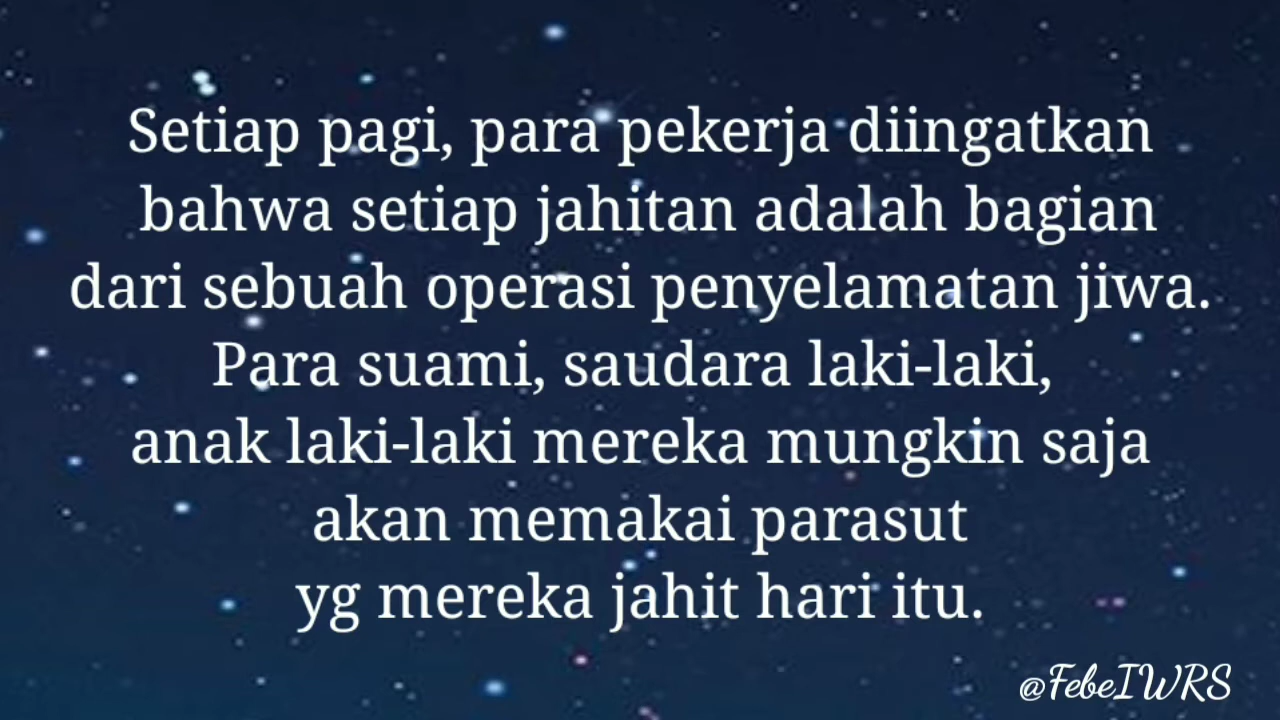 Setiap pagi, para pekerja diingatkan
bahwa setiap jahitan adalah bagian
dari sebuah operasi penyelamatan jiwa.
Para suami, saudara laki-laki,
anak laki-laki mereka mungkin saja
akan memakai parasut
yg mereka jahit hari itu.
@FebeIWRS